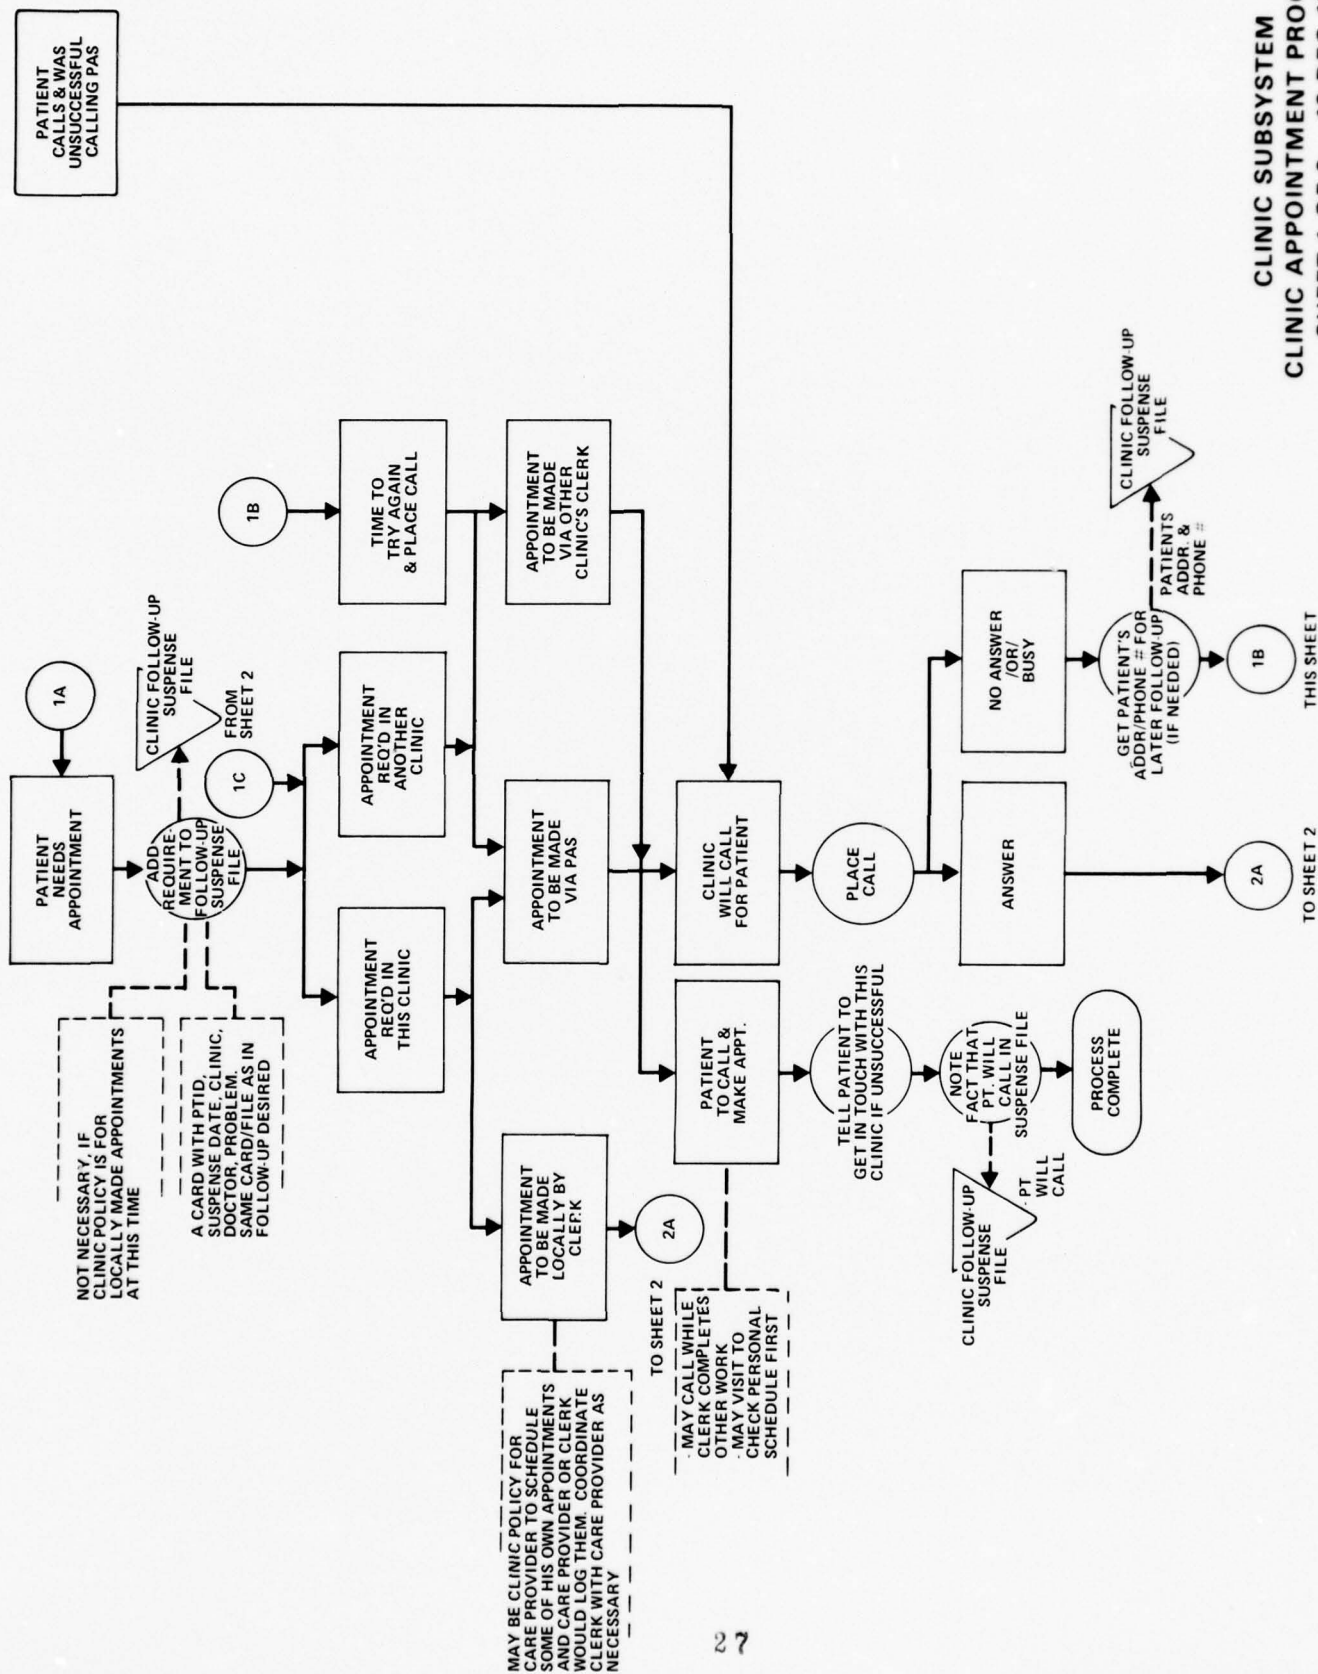 PATIENT
CALLS & WAS
UNSUCCESSFUL
CALLING PAS
1A
PATIENT
NEEDS
APPOINTMENT
NOT NECESSARY, IF
CLINIC POLICY IS FOR
LOCALLY MADE APPOINTMENTS
AT THIS TIME
A CARD WITH PTID,
SUSPENSE DATE, CLINIC,
DOCTOR, PROBLEM.
SAME CARD/FILE AS IN
FOLLOW-UP DESIRED
ADD
REQUIRE-
MENT TO
FOLLOW-UP
SUSPENSE
FILE
CLINIC FOLLOW-UP
SUSPENSE
FILE
1C
FROM
SHEET 2
1B
APPOINTMENT
REQ'D IN
THIS CLINIC
APPOINTMENT
REQ'D IN
ANOTHER
CLINIC
TIME TO
TRY AGAIN
& PLACE CALL
MAY BE CLINIC POLICY FOR
CARE PROVIDER TO SCHEDULE
SOME OF HIS OWN APPOINTMENTS
AND CARE PROVIDER OR CLERK
WOULD LOG THEM. COORDINATE
CLERK WITH CARE PROVIDER AS
NECESSARY
APPOINTMENT
TO BE MADE
LOCALLY BY
CLERK
APPOINTMENT
TO BE MADE
VIA PAS
APPOINTMENT
TO BE MADE
VIA OTHER
CLINIC'S CLERK
TO SHEET 2
2A
· MAY CALL WHILE
CLERK COMPLETES
OTHER WORK
· MAY VISIT TO
CHECK PERSONAL
SCHEDULE FIRST
PATIENT
TO CALL &
MAKE APPT.
CLINIC
WILL CALL
FOR PATIENT
TELL PATIENT TO
GET IN TOUCH WITH THIS
CLINIC IF UNSUCCESSFUL
PLACE
CALL
CLINIC FOLLOW-UP
SUSPENSE
FILE
· PT
WILL
CALL
NOTE
FACT THAT
PT. WILL
CALL IN
SUSPENSE FILE
ANSWER
NO ANSWER
/OR/
BUSY
PROCESS
COMPLETE
GET PATIENT'S
ADDR/PHONE # FOR
LATER FOLLOW-UP
(IF NEEDED)
PATIENTS
ADDR. &
PHONE #
CLINIC FOLLOW-UP
SUSPENSE
FILE
2A
TO SHEET 2
1B
THIS SHEET
CLINIC SUBSYSTEM
CLINIC APPOINTMENT PRO
27